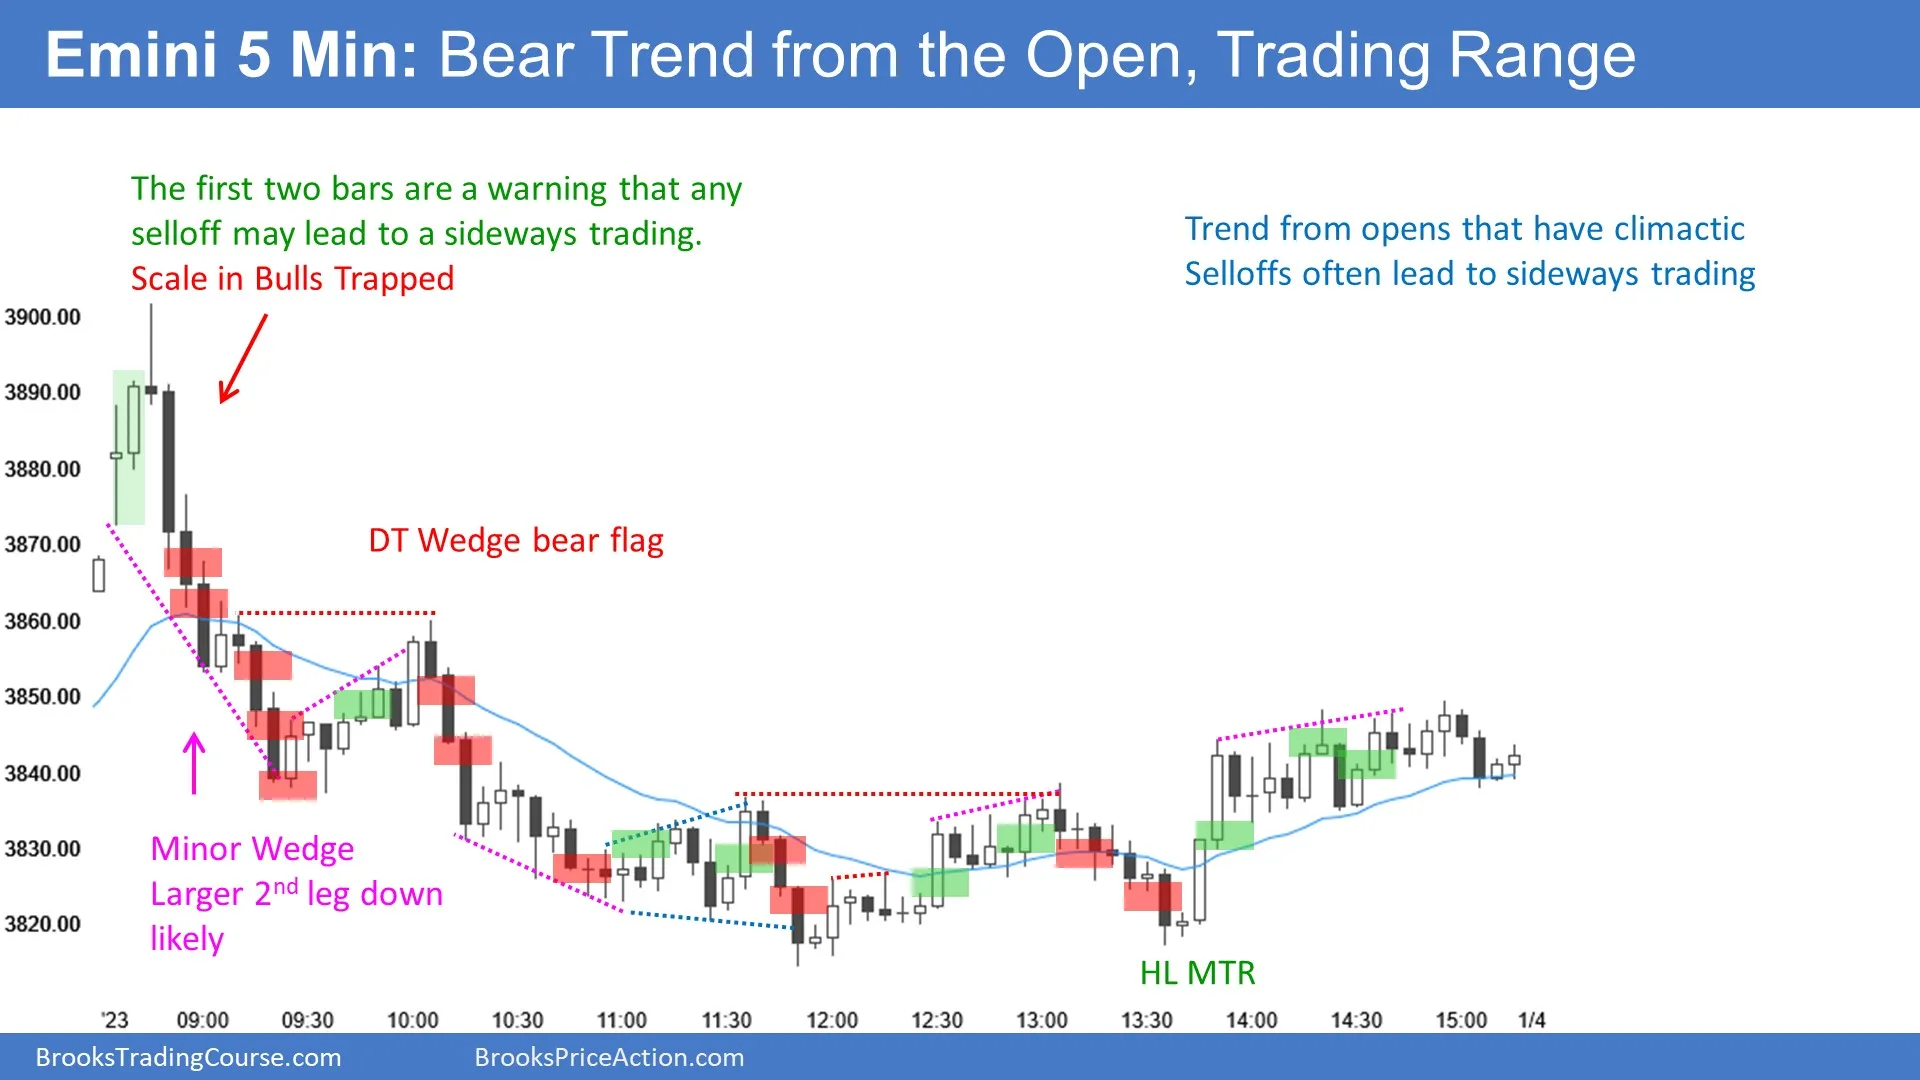 Emini 5 Min: Bear Trend from the Open, Trading Range
The first two bars are a warning that any
selloff may lead to a sideways trading.
Scale in Bulls Trapped
Trend from opens that have climactic
Selloffs often lead to sideways trading
3900.00
3890.00
3880.00
3870.00
3860.00
3850.00
3840.00
3830.00
3820.00
DT Wedge bear flag
Minor Wedge
Larger 2nd leg down
likely
HL MTR
'23 09:00 09:30 10:00 10:30 11:00 11:30 12:00 12:30 13:00 13:30 14:00 14:30 15:00 1/4
BrooksTradingCourse.com BrooksPriceAction.com